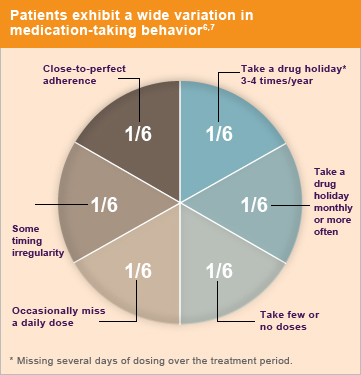 Patients exhibit a wide variation in
medication-taking behavior6,7
Close-to-perfect
adherence
Take a drug holiday*
3-4 times/year
1/6
1/6
Take a
drug
holiday
monthly
or more
often
1/6
1/6
Some
timing
irregularity
1/6
1/6
Occasionally miss
a daily dose
Take few or
no doses
* Missing several days of dosing over the treatment period.